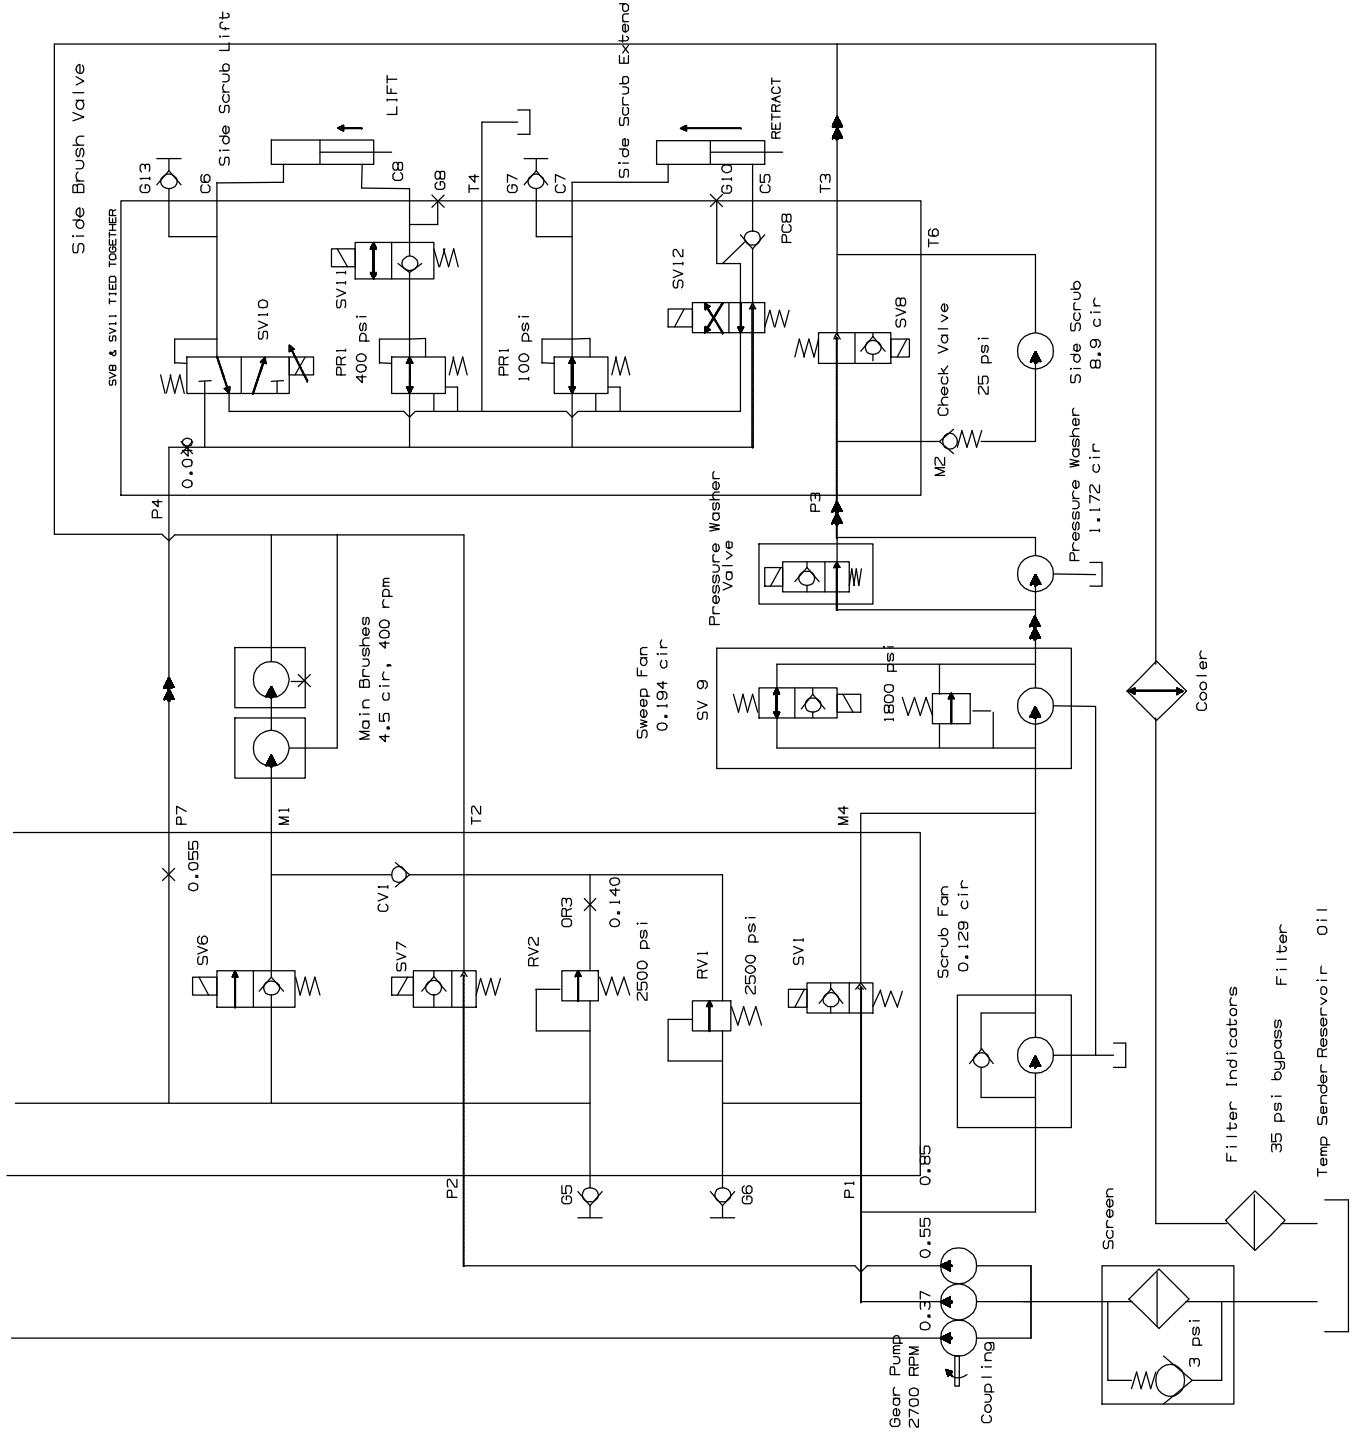 Side Brush Valve
SV8 & SV11 TIED TOGETHER
Side Scrub Lift
G13
C6
SV10
LIFT
C8
G8
SV11
PR1
400 psi
T4
G7
C7
PR1
100 psi
Side Scrub Extend
RETRACT
G10
C5
PC8
SV12
T3
T6
SV8
Check Valve
25 psi
M2
Side Scrub
8.9 cir
0.040
P4
P3
Pressure Washer
Valve
Pressure Washer
1.172 cir
Main Brushes
4.5 cir, 400 rpm
Sweep Fan
0.194 cir
SV 9
1800 psi
Cooler
P7
M1
T2
M4
0.055
CV1
SV6
SV7
OR3
0.140
RV2
2500 psi
RV1
2500 psi
SV1
Scrub Fan
0.129 cir
P2
G5
G6
P1
0.85
0.55
0.37
Gear Pump
2700 RPM
Coupling
Screen
3 psi
Filter Indicators
35 psi bypass Filter
Temp Sender Reservoir Oil